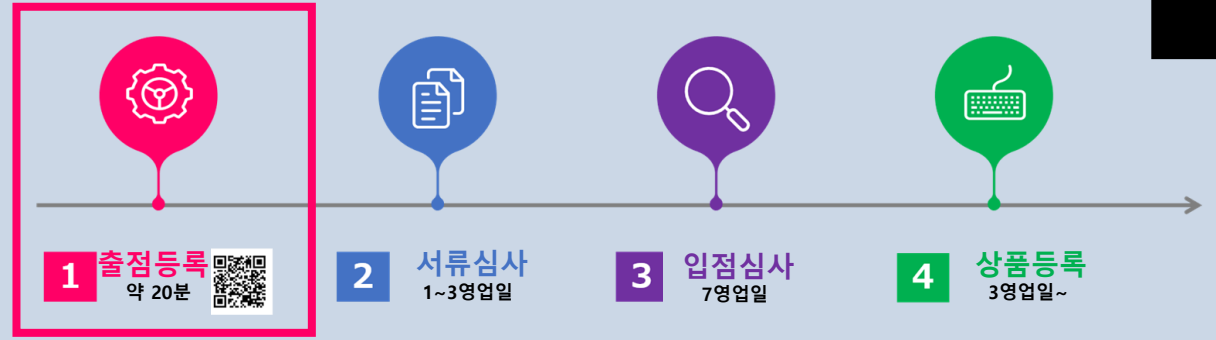 1 출점등록
약 20분
2 서류심사
1~3영업일
3 입점심사
7영업일
4 상품등록
3영업일~